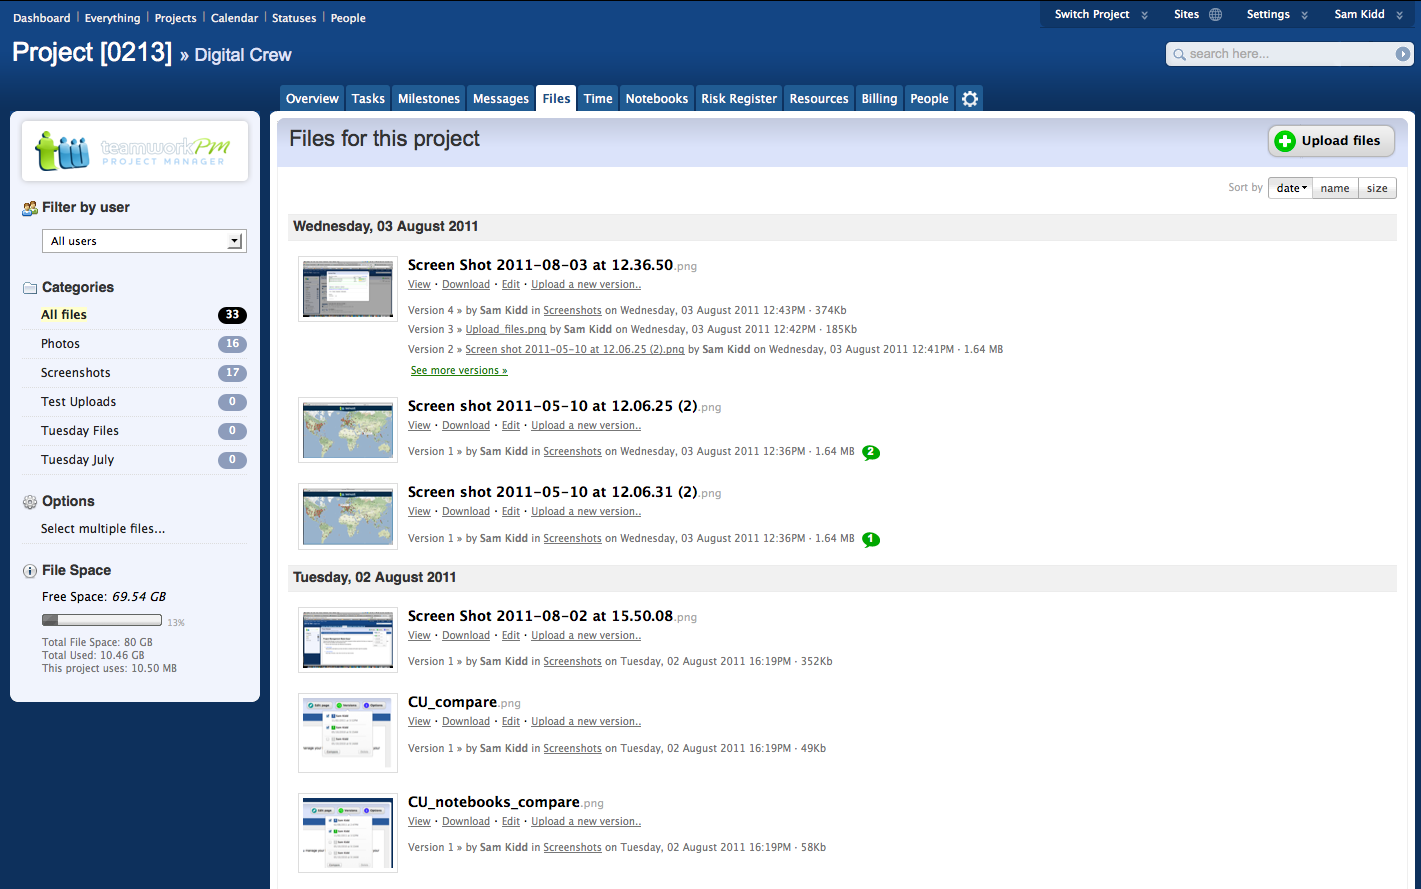 Dashboard | Everything | Projects | Calendar | Statuses | People
Switch Project Sites Settings Sam Kidd
Project [0213] » Digital Crew
search here...
Overview Tasks Milestones Messages Files Time Notebooks Risk Register Resources Billing People
teamworkPm
PROJECT MANAGER
Filter by user
All users
Categories
All files 33
Photos 16
Screenshots 17
Test Uploads 0
Tuesday Files 0
Tuesday July 0
Options
Select multiple files...
File Space
Free Space: 69.54 GB
13%
Total File Space: 80 GB
Total Used: 10.46 GB
This project uses: 10.50 MB
Files for this project
Upload files
Sort by date name size
Wednesday, 03 August 2011
Screen Shot 2011-08-03 at 12.36.50.png
View · Download · Edit · Upload a new version..
Version 4 » by Sam Kidd in Screenshots on Wednesday, 03 August 2011 12:43PM · 374Kb
Version 3 » Upload_files.png by Sam Kidd on Wednesday, 03 August 2011 12:42PM · 185Kb
Version 2 » Screen shot 2011-05-10 at 12.06.25 (2).png by Sam Kidd on Wednesday, 03 August 2011 12:41PM · 1.64 MB
See more versions »
Screen shot 2011-05-10 at 12.06.25 (2).png
View · Download · Edit · Upload a new version..
Version 1 » by Sam Kidd in Screenshots on Wednesday, 03 August 2011 12:36PM · 1.64 MB 2
Screen shot 2011-05-10 at 12.06.31 (2).png
View · Download · Edit · Upload a new version..
Version 1 » by Sam Kidd in Screenshots on Wednesday, 03 August 2011 12:36PM · 1.64 MB 1
Tuesday, 02 August 2011
Screen Shot 2011-08-02 at 15.50.08.png
View · Download · Edit · Upload a new version..
Version 1 » by Sam Kidd in Screenshots on Tuesday, 02 August 2011 16:19PM · 352Kb
CU_compare.png
View · Download · Edit · Upload a new version..
Version 1 » by Sam Kidd in Screenshots on Tuesday, 02 August 2011 16:19PM · 49Kb
CU_notebooks_compare.png
View · Download · Edit · Upload a new version..
Version 1 » by Sam Kidd in Screenshots on Tuesday, 02 August 2011 16:19PM · 58Kb